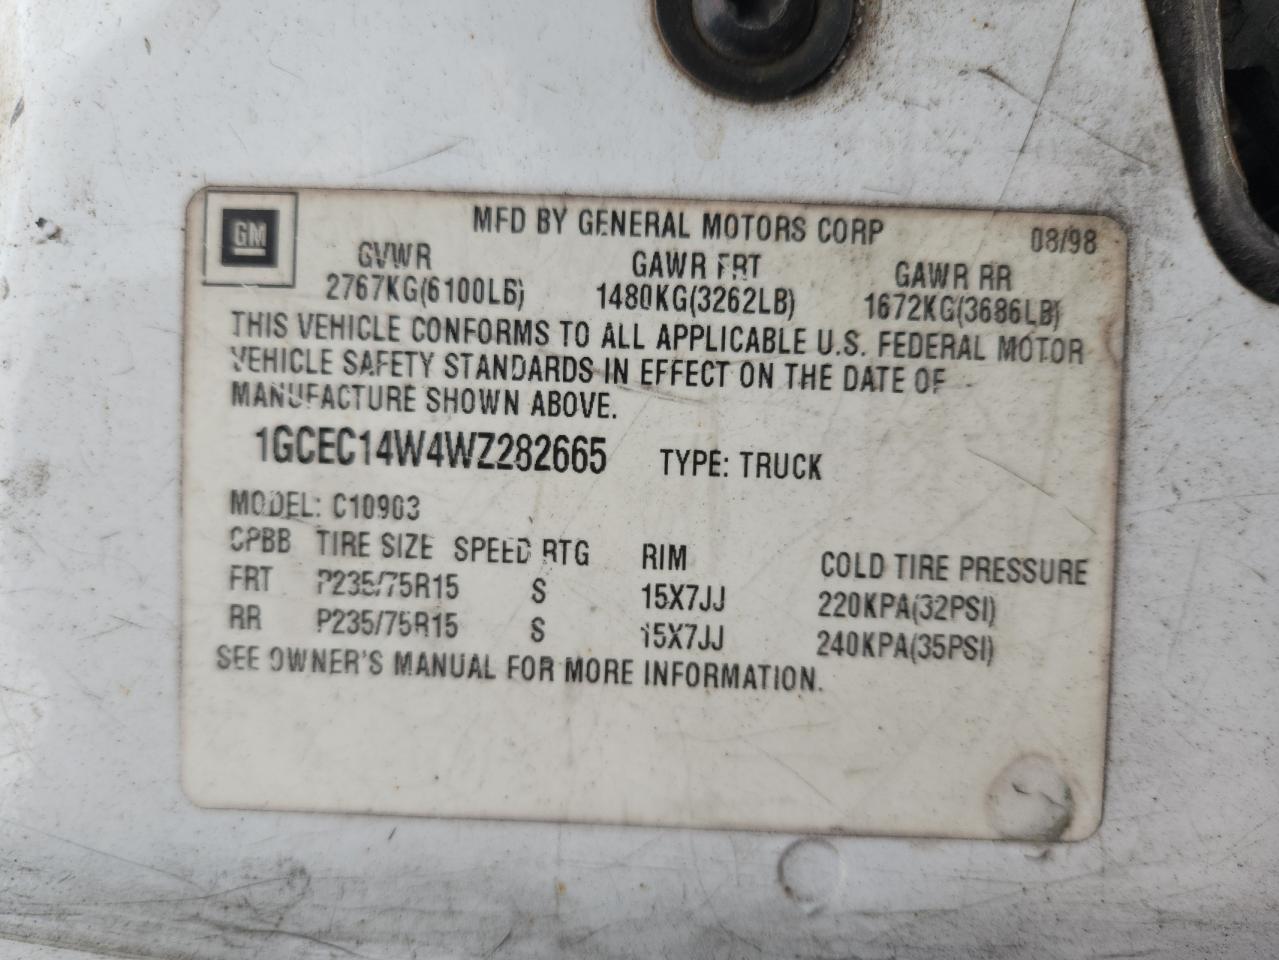 GM
MFD BY GENERAL MOTORS CORP 08/98
GVWR GAWR FRT GAWR RR
2767KG(6100LB) 1480KG(3262LB) 1672KG(3686LB)
THIS VEHICLE CONFORMS TO ALL APPLICABLE U.S. FEDERAL MOTOR
VEHICLE SAFETY STANDARDS IN EFFECT ON THE DATE OF
MANUFACTURE SHOWN ABOVE.
1GCEC14W4WZ282665 TYPE: TRUCK
MODEL: C10903
CPBB TIRE SIZE SPEED RTG RIM COLD TIRE PRESSURE
FRT P235/75R15 S 15X7JJ 220KPA(32PSI)
RR P235/75R15 S 15X7JJ 240KPA(35PSI)
SEE OWNER'S MANUAL FOR MORE INFORMATION.